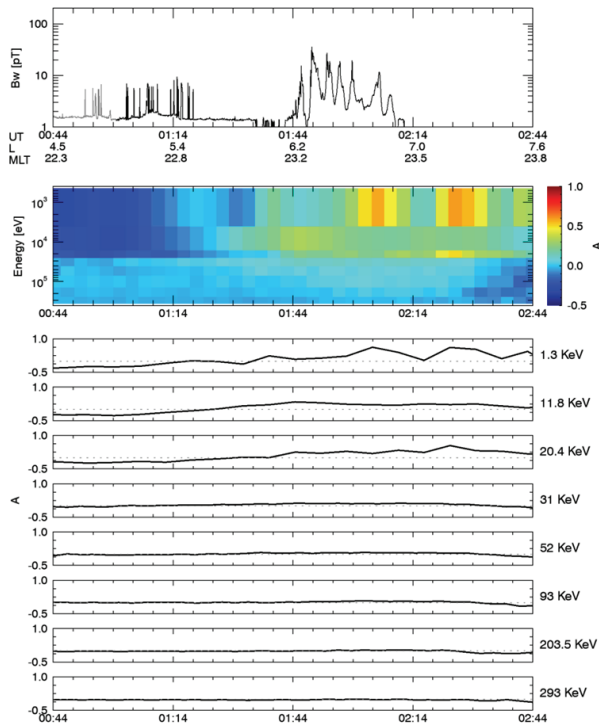 100
Bw [pT]
10
1
UT 00:44 01:14 01:44 02:14 02:44
L 4.5 5.4 6.2 7.0 7.6
MLT 22.3 22.8 23.2 23.5 23.8
Energy [eV]
10³
10⁴
10⁵
00:44 01:14 01:44 02:14 02:44
1.0
0.5
0.0
-0.5
A
1.0
-0.5
1.3 KeV
1.0
-0.5
11.8 KeV
1.0
-0.5
20.4 KeV
A
1.0
-0.5
31 KeV
1.0
-0.5
52 KeV
1.0
-0.5
93 KeV
1.0
-0.5
203.5 KeV
1.0
-0.5
293 KeV
00:44 01:14 01:44 02:14 02:44